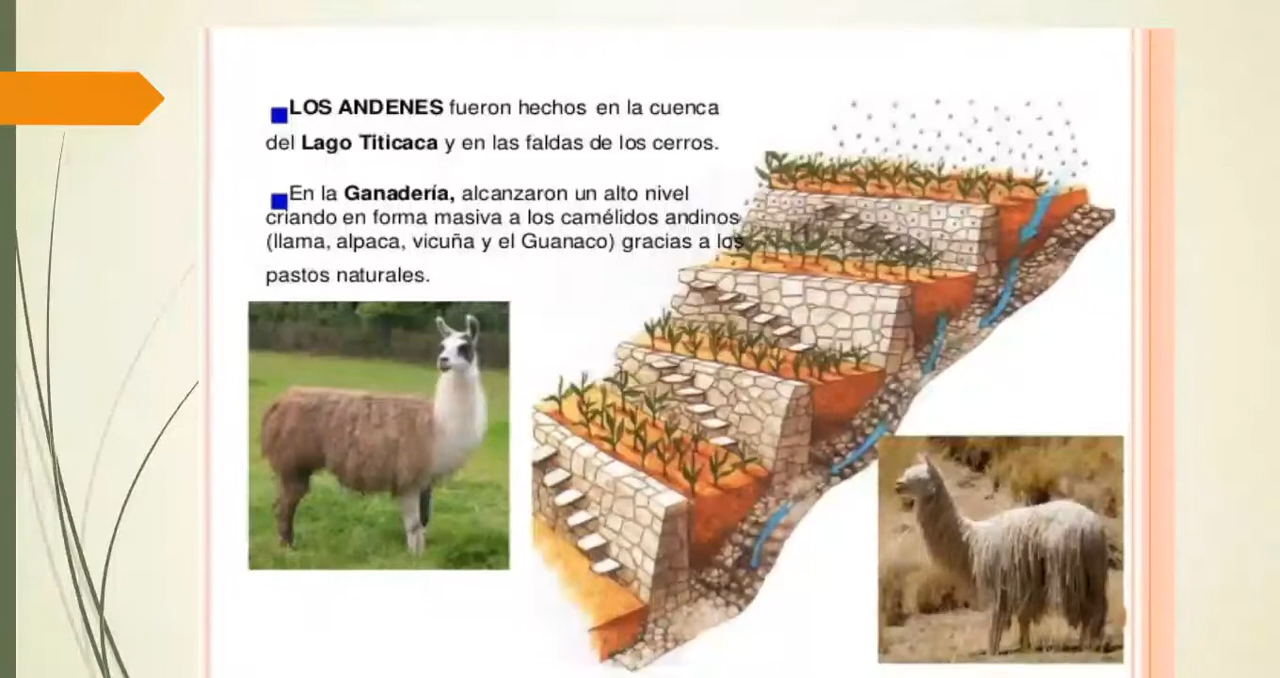 LOS ANDENES fueron hechos en la cuenca
del Lago Titicaca y en las faldas de los cerros.
En la Ganadería, alcanzaron un alto nivel
criando en forma masiva a los camélidos andinos
(llama, alpaca, vicuña y el Guanaco) gracias a los
pastos naturales.